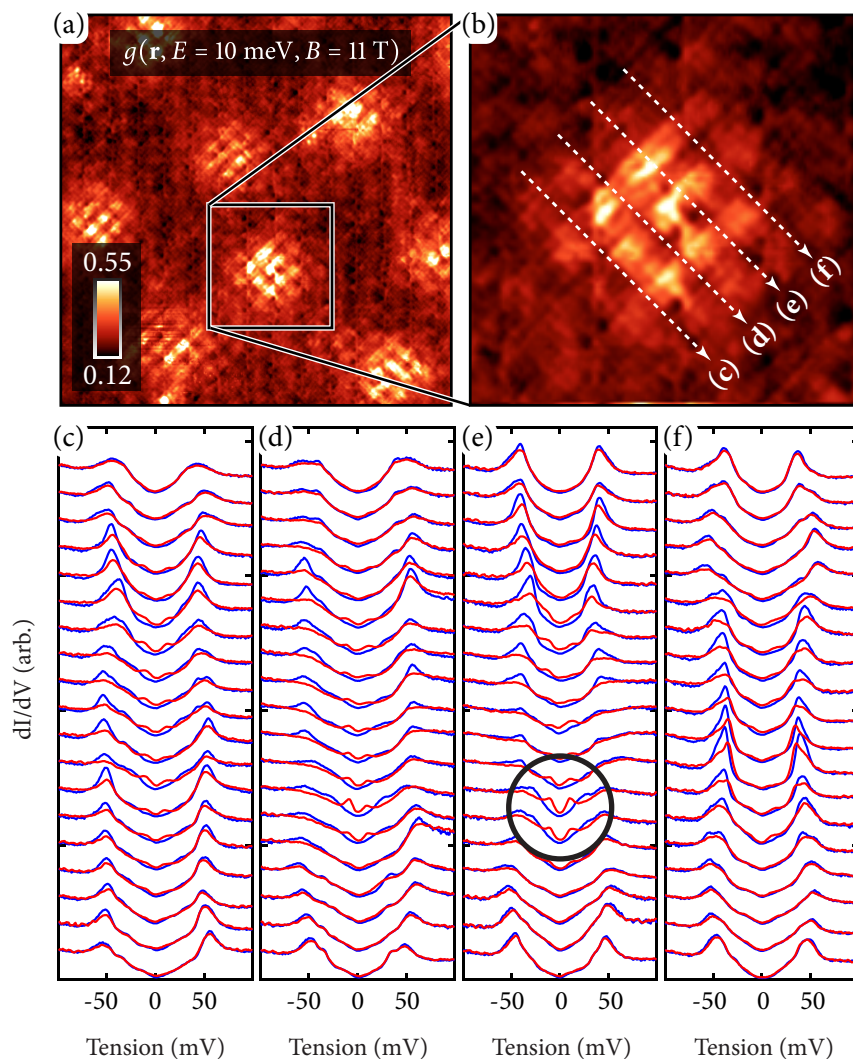 (a)
g(r, E = 10 meV, B = 11 T)
0.55
0.12
(b)
(c)
(d)
(e)
(f)
(c)
(d)
(e)
(f)
dI/dV (arb.)
-50 0 50
-50 0 50
-50 0 50
-50 0 50
Tension (mV)
Tension (mV)
Tension (mV)
Tension (mV)